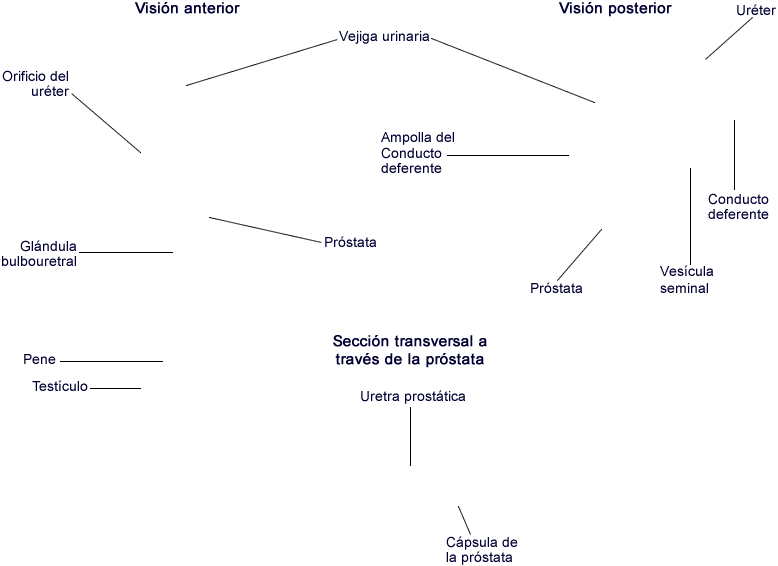 Visión anterior
Visión posterior
Uréter
Vejiga urinaria
Orificio del
uréter
Ampolla del
Conducto
deferente
Conducto
deferente
Próstata
Glándula
bulbouretral
Vesícula
seminal
Próstata
Sección transversal a
través de la próstata
Pene
Testículo
Uretra prostática
Cápsula de
la próstata